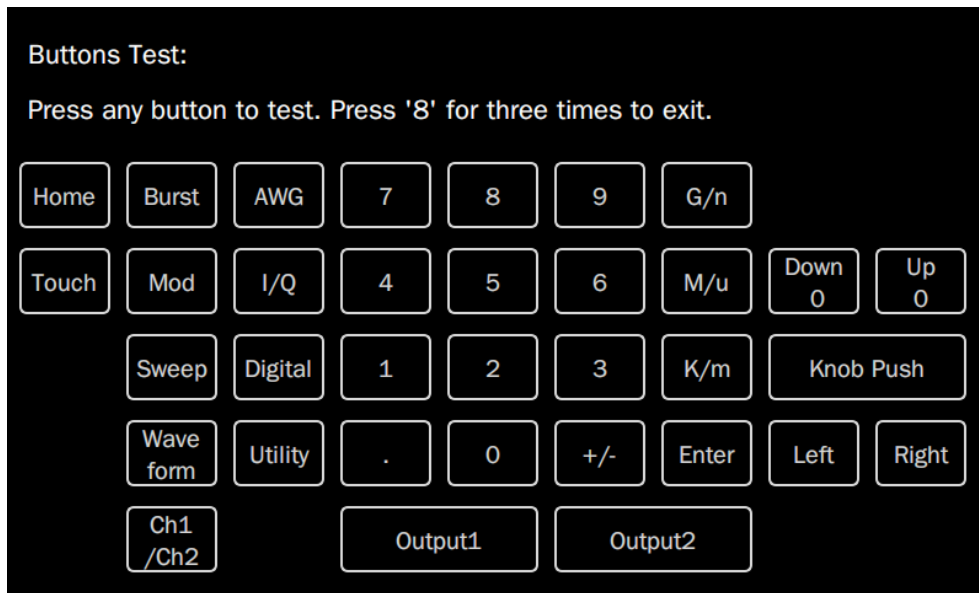 Buttons Test:
Press any button to test. Press '8' for three times to exit.
Home Burst AWG 7 8 9 G/n
Touch Mod I/Q 4 5 6 M/u Down 0 Up 0
Sweep Digital 1 2 3 K/m Knob Push
Wave form Utility . 0 +/- Enter Left Right
Ch1 /Ch2 Output1 Output2